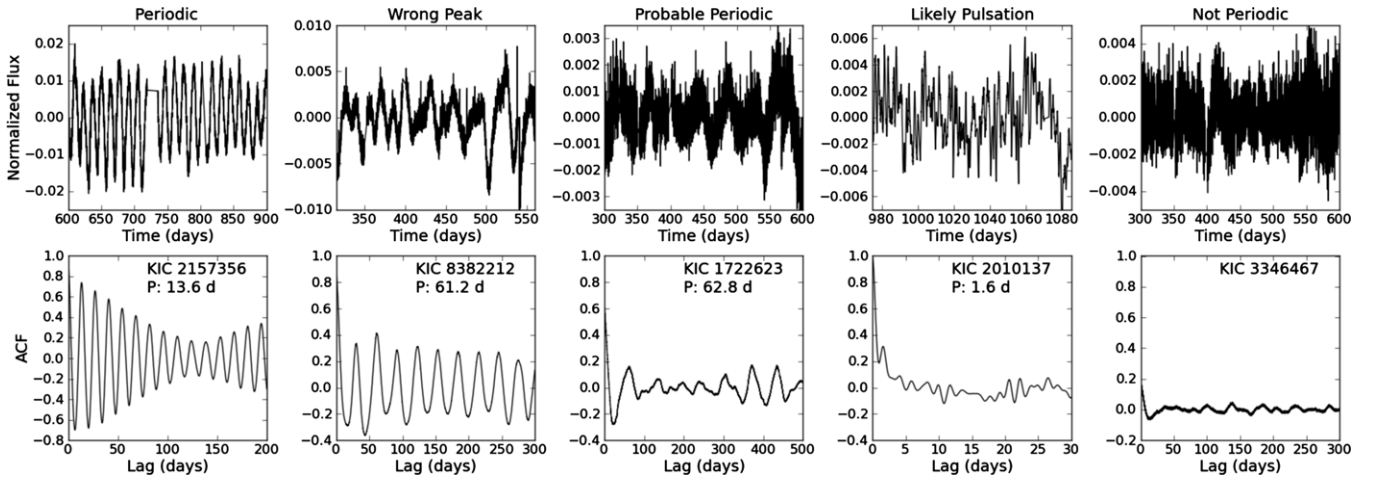 Periodic
Wrong Peak
Probable Periodic
Likely Pulsation
Not Periodic
Normalized Flux
0.02
0.01
0.00
−0.01
−0.02
600 650 700 750 800 850 900
Time (days)
0.010
0.005
0.000
−0.005
−0.010
350 400 450 500 550
Time (days)
0.003
0.002
0.001
0.000
−0.001
−0.002
−0.003
300 350 400 450 500 550 600
Time (days)
0.006
0.004
0.002
0.000
−0.002
−0.004
−0.006
980 1000 1020 1040 1060 1080
Time (days)
0.004
0.002
0.000
−0.002
−0.004
300 350 400 450 500 550 600
Time (days)
ACF
1.0
0.8
0.6
0.4
0.2
0.0
−0.2
−0.4
−0.6
−0.8
KIC 2157356
P: 13.6 d
0 50 100 150 200
Lag (days)
1.0
0.8
0.6
0.4
0.2
0.0
−0.2
−0.4
KIC 8382212
P: 61.2 d
0 50 100 150 200 250 300
Lag (days)
1.0
0.8
0.6
0.4
0.2
0.0
−0.2
−0.4
KIC 1722623
P: 62.8 d
0 100 200 300 400 500
Lag (days)
1.0
0.8
0.6
0.4
0.2
0.0
−0.2
−0.4
KIC 2010137
P: 1.6 d
0 5 10 15 20 25 30
Lag (days)
1.0
0.8
0.6
0.4
0.2
0.0
−0.2
KIC 3346467
0 50 100 150 200 250 300
Lag (days)